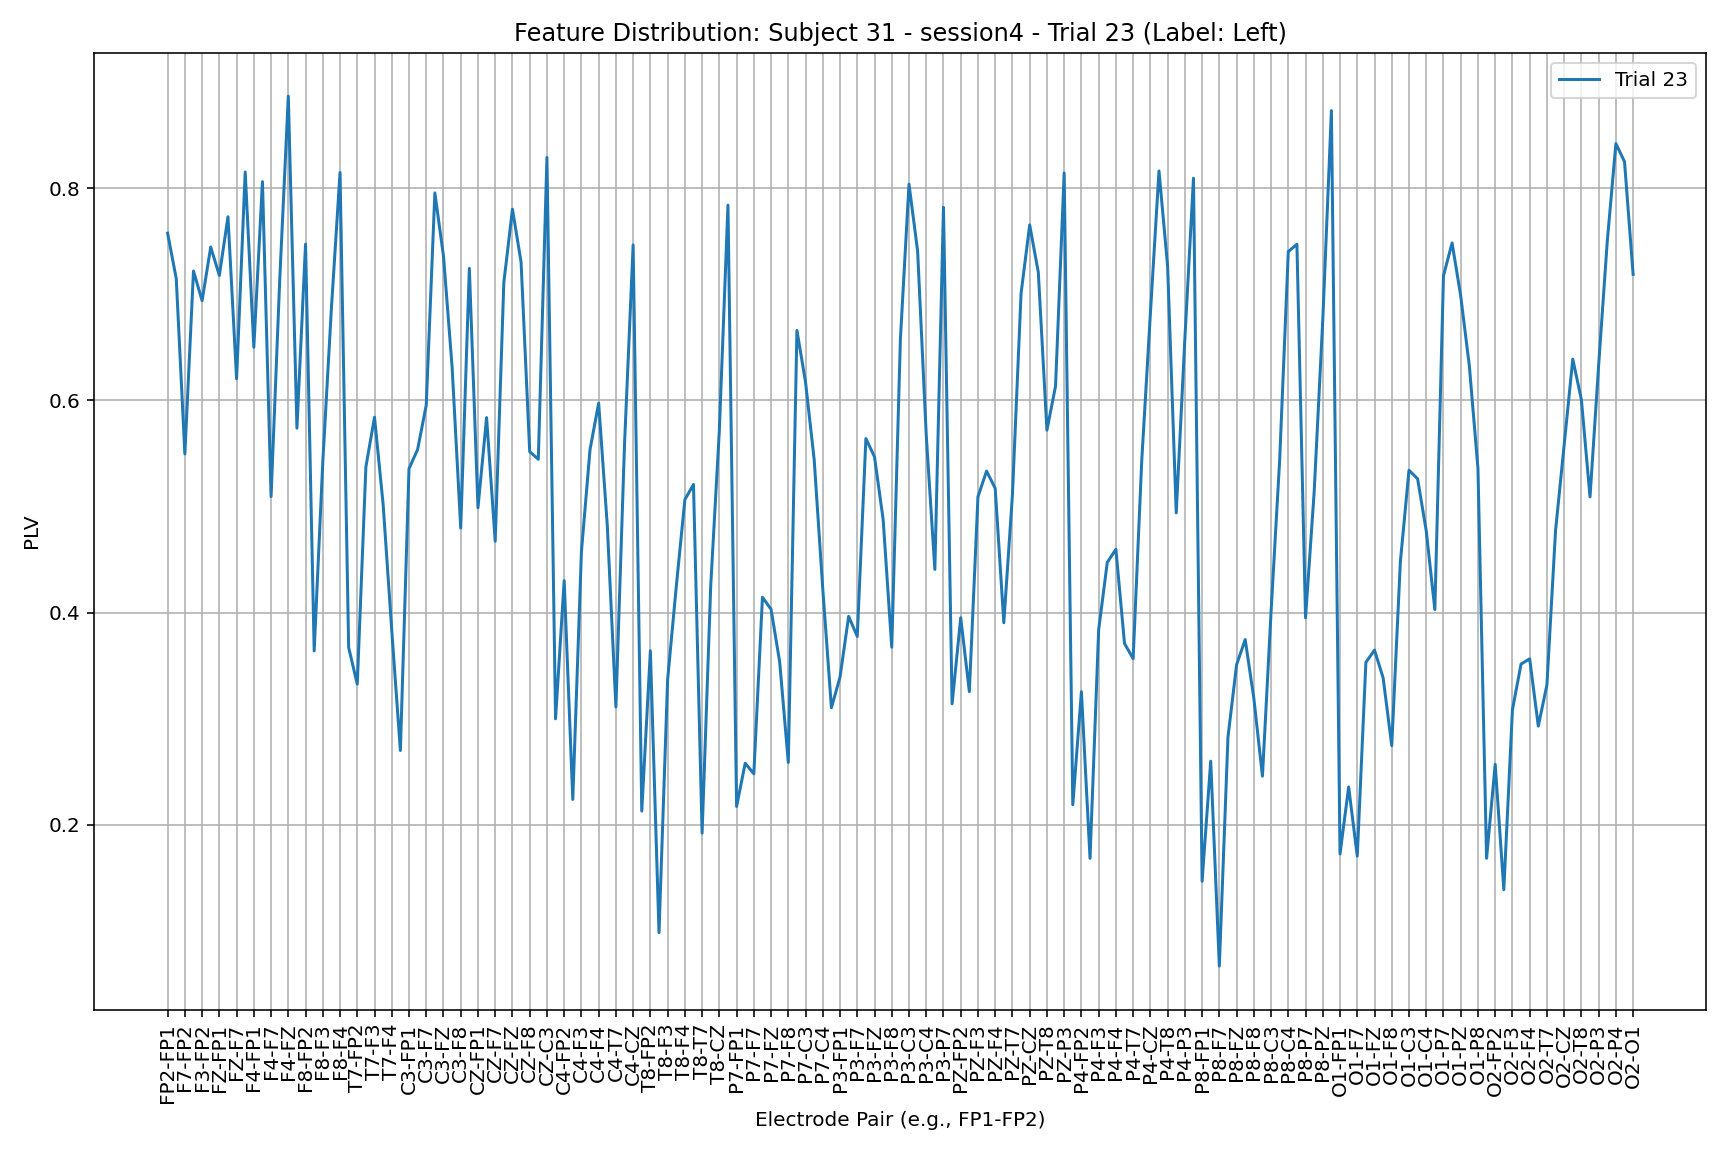 Feature Distribution: Subject 31 - session4 - Trial 23 (Label: Left)
Trial 23
PLV
0.8
0.6
0.4
0.2
FP2-FP1
F7-FP2
F3-FP2
FZ-FP1
FZ-F7
F4-FP1
F4-F7
F4-FZ
F8-FP2
F8-F3
F8-F4
T7-FP2
T7-F3
T7-F4
C3-FP1
C3-F7
C3-FZ
C3-F8
CZ-FP1
CZ-F7
CZ-FZ
CZ-F8
CZ-C3
C4-FP2
C4-F3
C4-F4
C4-T7
C4-CZ
T8-FP2
T8-F3
T8-F4
T8-T7
T8-CZ
P7-FP1
P7-F7
P7-FZ
P7-F8
P7-C3
P7-C4
P3-FP1
P3-F7
P3-FZ
P3-F8
P3-C3
P3-C4
P3-P7
PZ-FP2
PZ-F3
PZ-F4
PZ-T7
PZ-CZ
PZ-T8
PZ-P3
P4-FP2
P4-F3
P4-F4
P4-T7
P4-CZ
P4-T8
P4-P3
P8-FP1
P8-F7
P8-FZ
P8-F8
P8-C3
P8-C4
P8-P7
P8-PZ
O1-FP1
O1-F7
O1-FZ
O1-F8
O1-C3
O1-C4
O1-P7
O1-PZ
O1-P8
O2-FP2
O2-F3
O2-F4
O2-T7
O2-CZ
O2-T8
O2-P3
O2-P4
O2-O1
Electrode Pair (e.g., FP1-FP2)